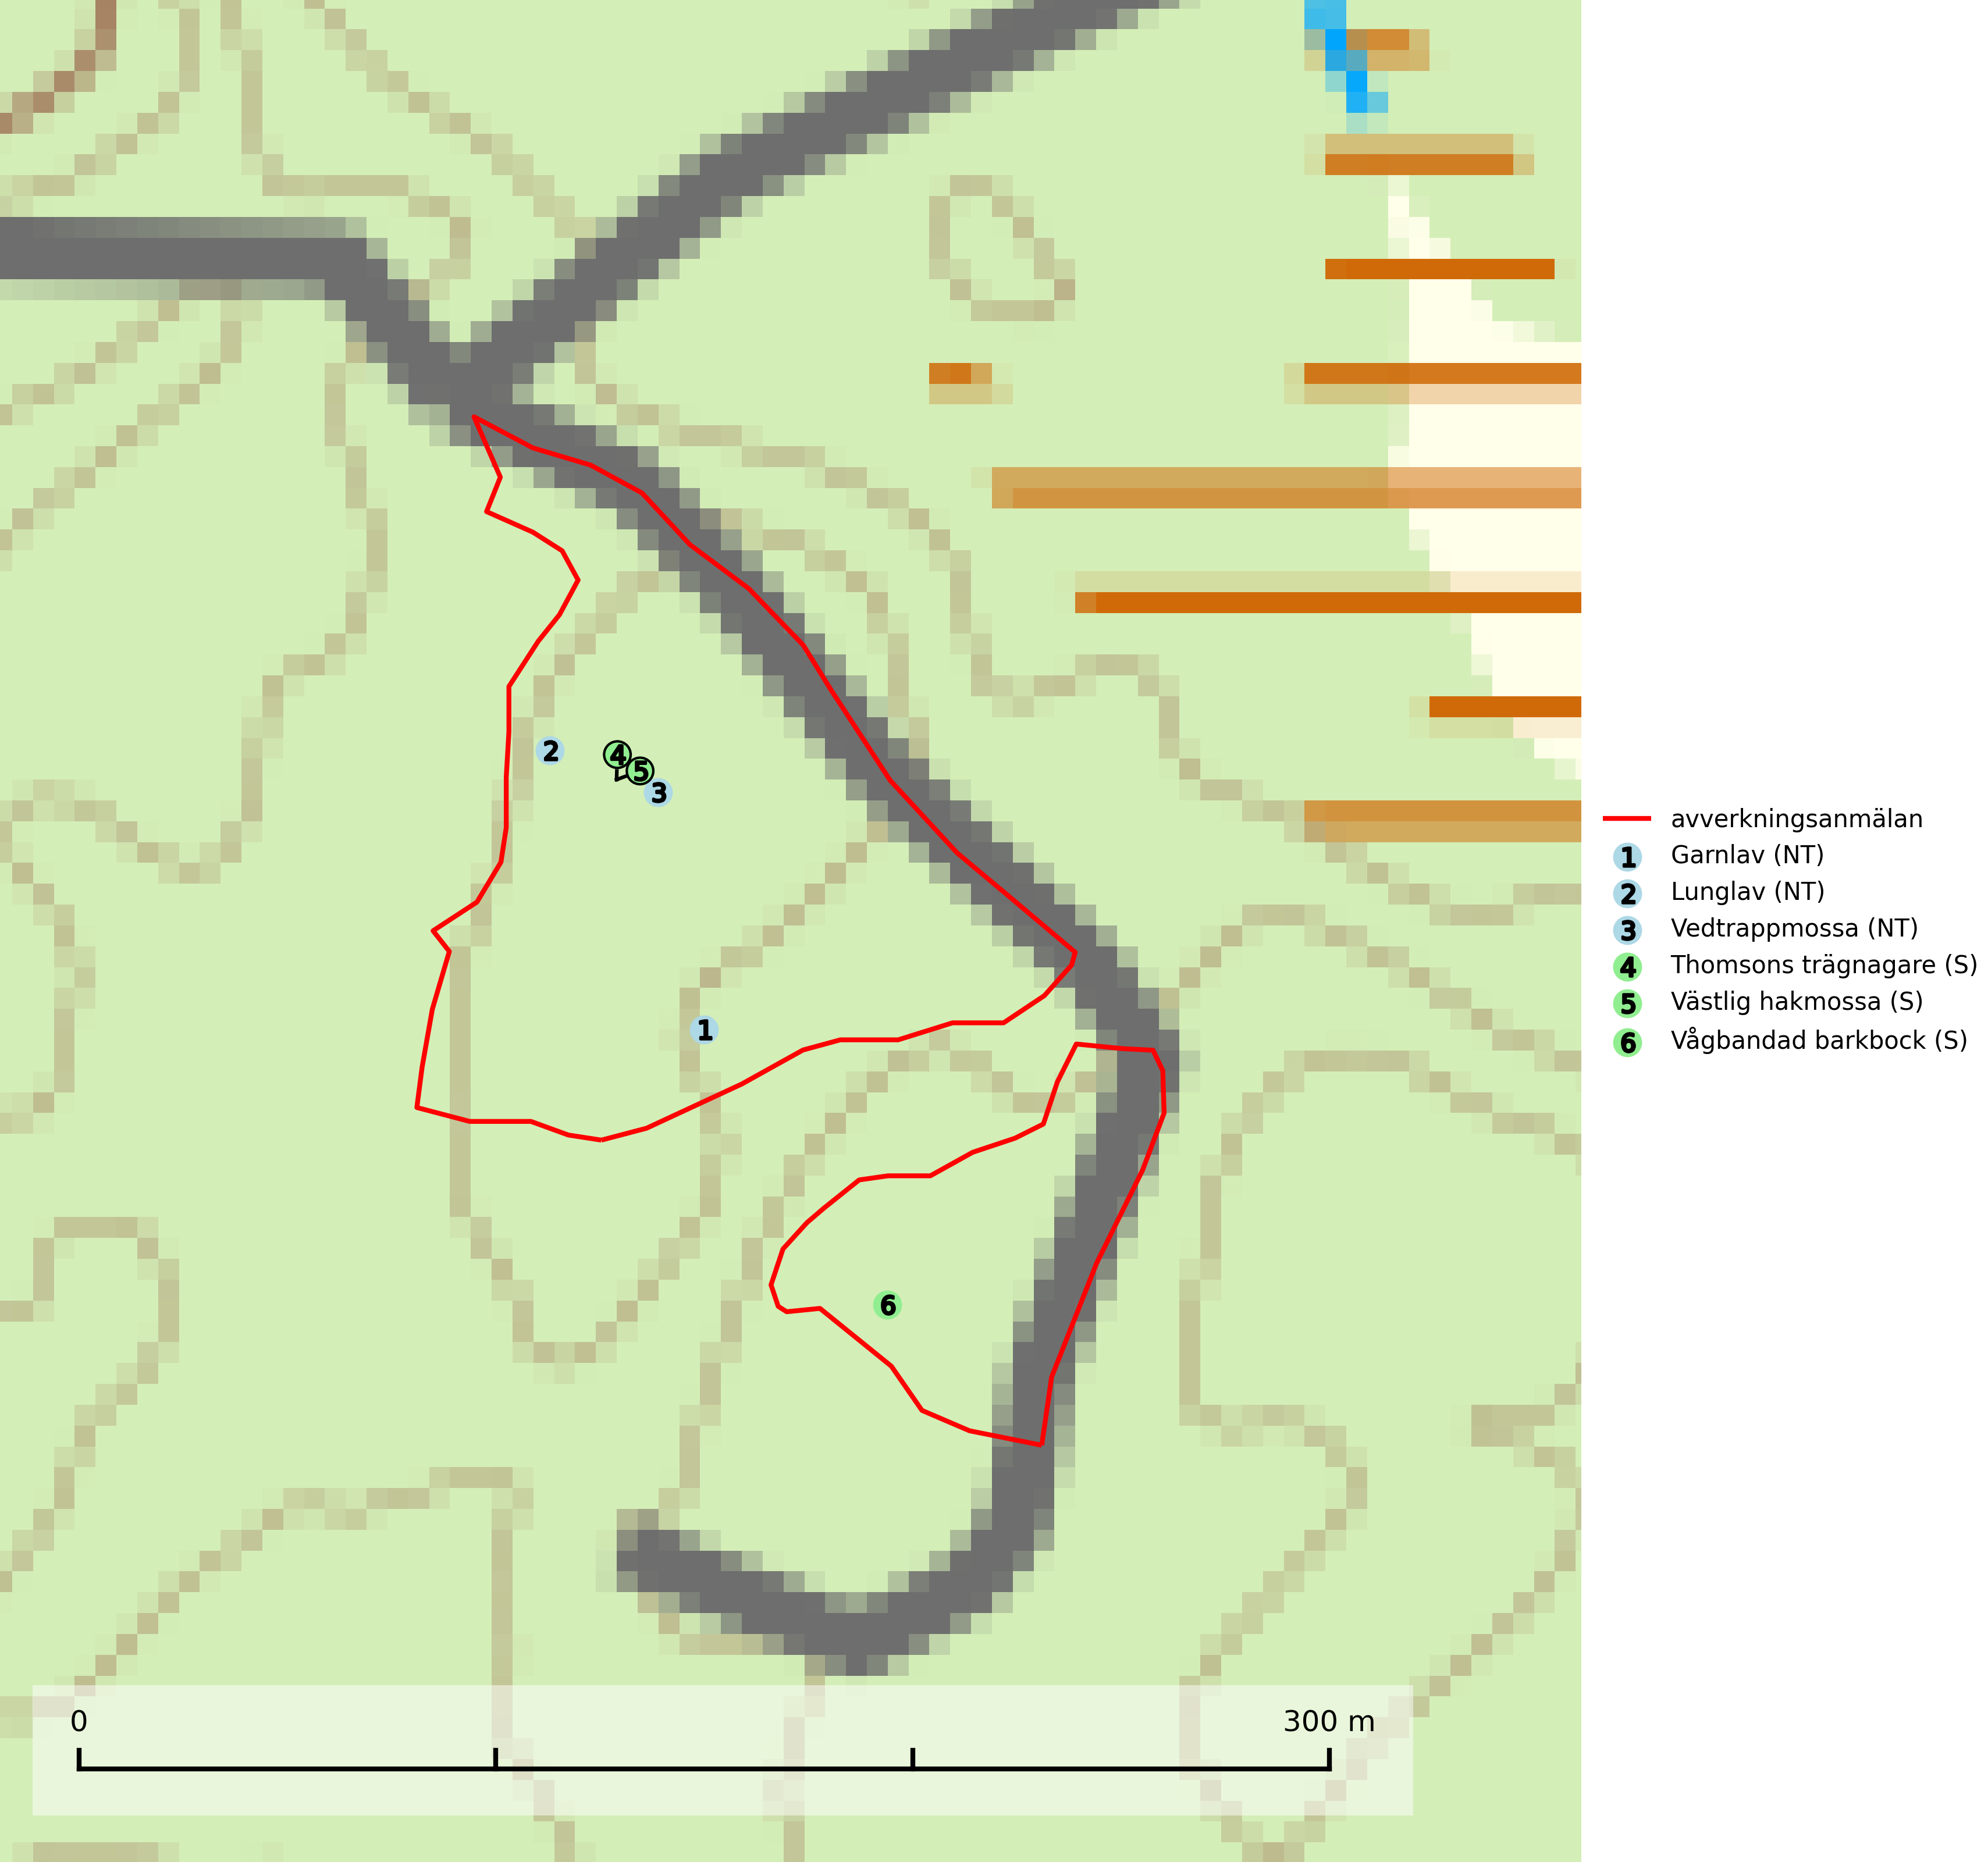 2
4
5
3
1
6
0
300 m
avverkningsanmälan
1 Garnlav (NT)
2 Lunglav (NT)
3 Vedtrappmossa (NT)
4 Thomsons trägnagare (S)
5 Västlig hakmossa (S)
6 Vågbandad barkbock (S)